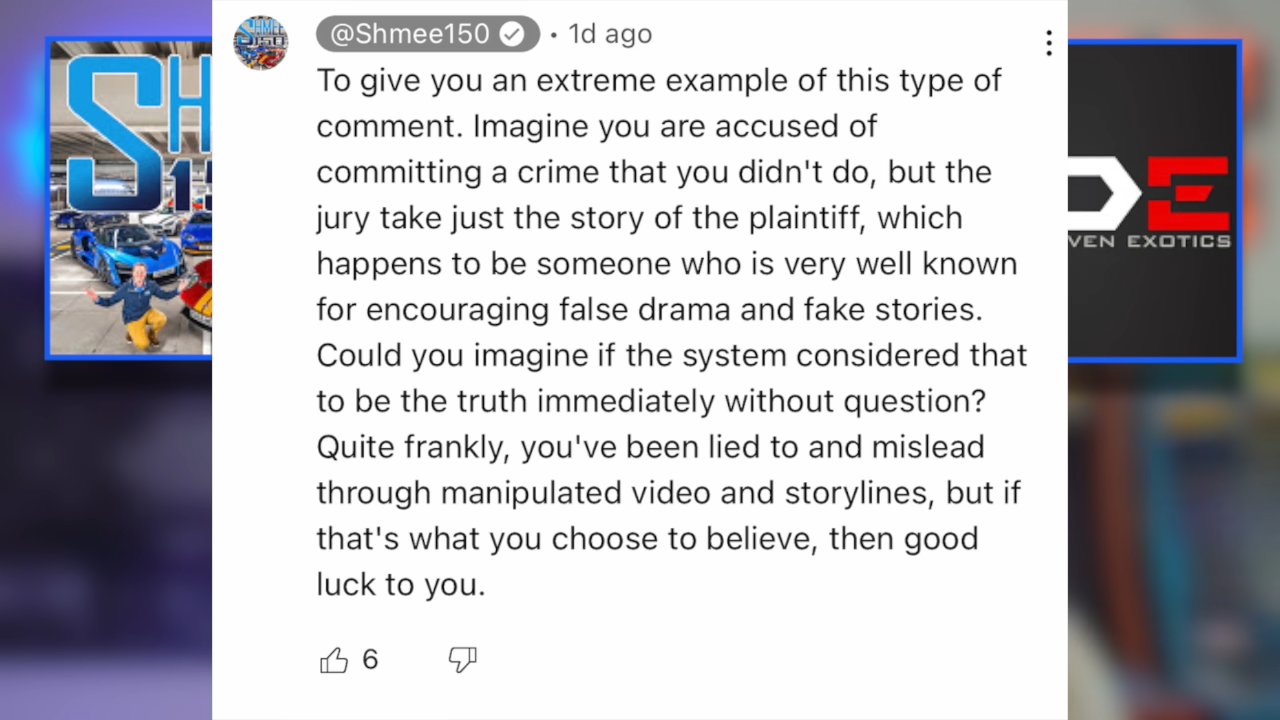 @Shmee150 • 1d ago
To give you an extreme example of this type of
comment. Imagine you are accused of
committing a crime that you didn't do, but the
jury take just the story of the plaintiff, which
happens to be someone who is very well known
for encouraging false drama and fake stories.
Could you imagine if the system considered that
to be the truth immediately without question?
Quite frankly, you've been lied to and mislead
through manipulated video and storylines, but if
that's what you choose to believe, then good
luck to you.
6
SH
15
DE
VEN EXOTICS